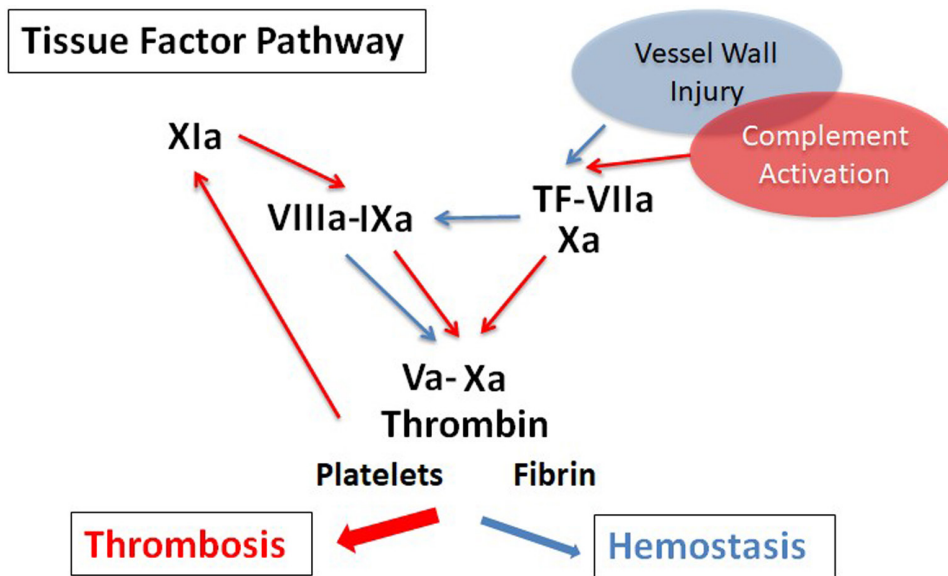 Tissue Factor Pathway
Vessel Wall
Injury
Complement
Activation
XIa
VIIIa-IXa
TF-VIIa
Xa
Va-Xa
Thrombin
Platelets Fibrin
Thrombosis
Hemostasis